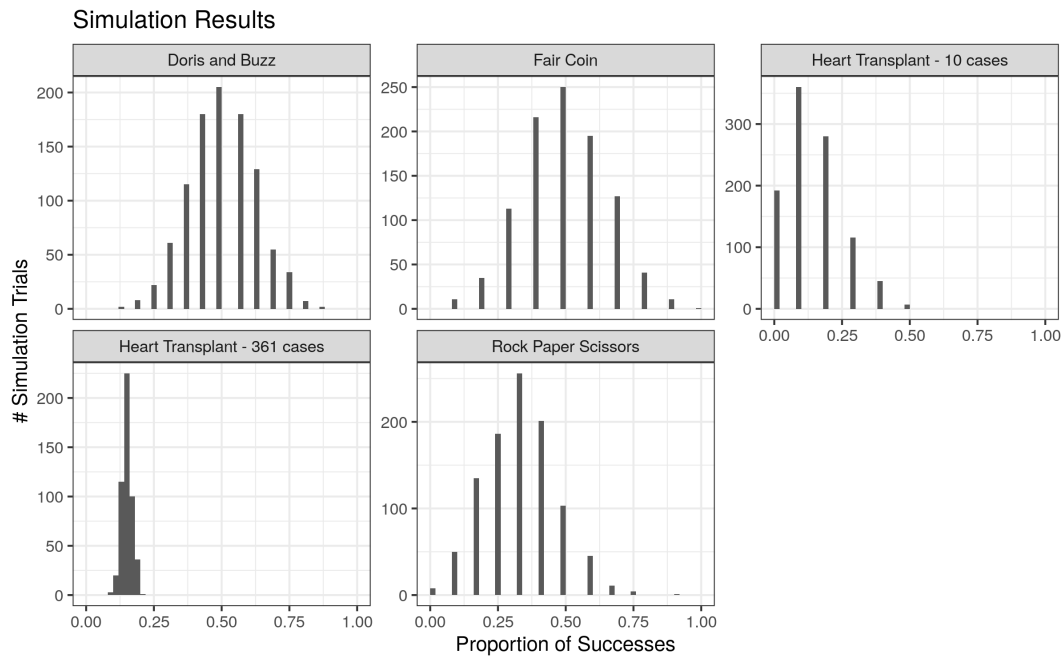 Simulation Results
Doris and Buzz
Fair Coin
Heart Transplant - 10 cases
200
150
100
50
0
250
200
150
100
50
0
300
200
100
0
0.00 0.25 0.50 0.75 1.00
Heart Transplant - 361 cases
Rock Paper Scissors
200
150
100
50
0
200
100
0
0.00 0.25 0.50 0.75 1.00
0.00 0.25 0.50 0.75 1.00
# Simulation Trials
Proportion of Successes